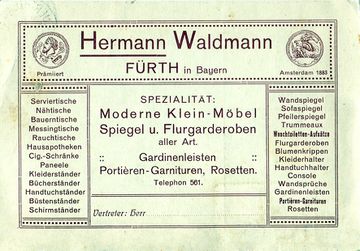 Hermann Waldmann
FÜRTH in Bayern
Prämiiert
Amsterdam 1883
Serviertische
Nähtische
Bauerntische
Messingtische
Rauchtische
Hausapotheken
Cig.-Schränke
Paneele
Kleiderständer
Bücherständer
Handtuchständer
Büstenständer
Schirmständer
SPEZIALITÄT:
Moderne Klein-Möbel
Spiegel u. Flurgarderoben
aller Art.
:: Gardinenleisten ::
Portièren-Garnituren, Rosetten.
Telephon 561.
Vertreter: Herr
Wandspiegel
Sofaspiegel
Pfeilerspiegel
Trummeaux
Waschtoiletten-Aufsätze
Flurgarderoben
Blumenkrippen
Kleiderhalter
Handtuchhalter
Console
Wandsprüche
Gardinenleisten
Portièren-Garnituren
Rosetten.